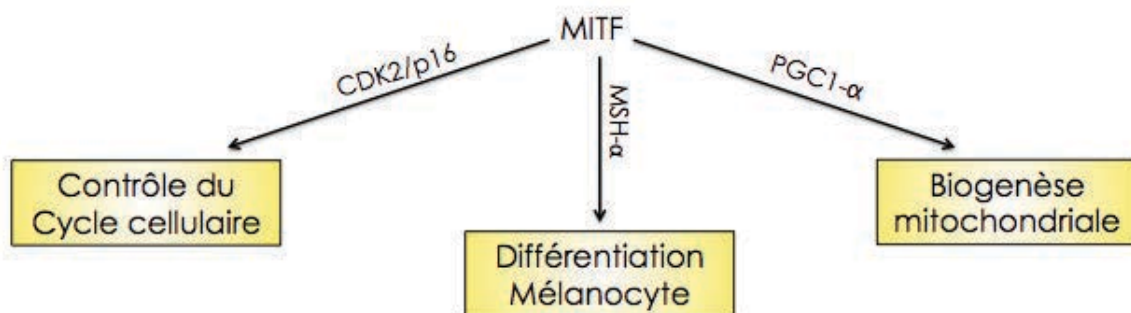 MITF
CDK2/p16
MSH-α
PGC1-α
Contrôle du
Cycle cellulaire
Différentiation
Mélanocyte
Biogenèse
mitochondriale